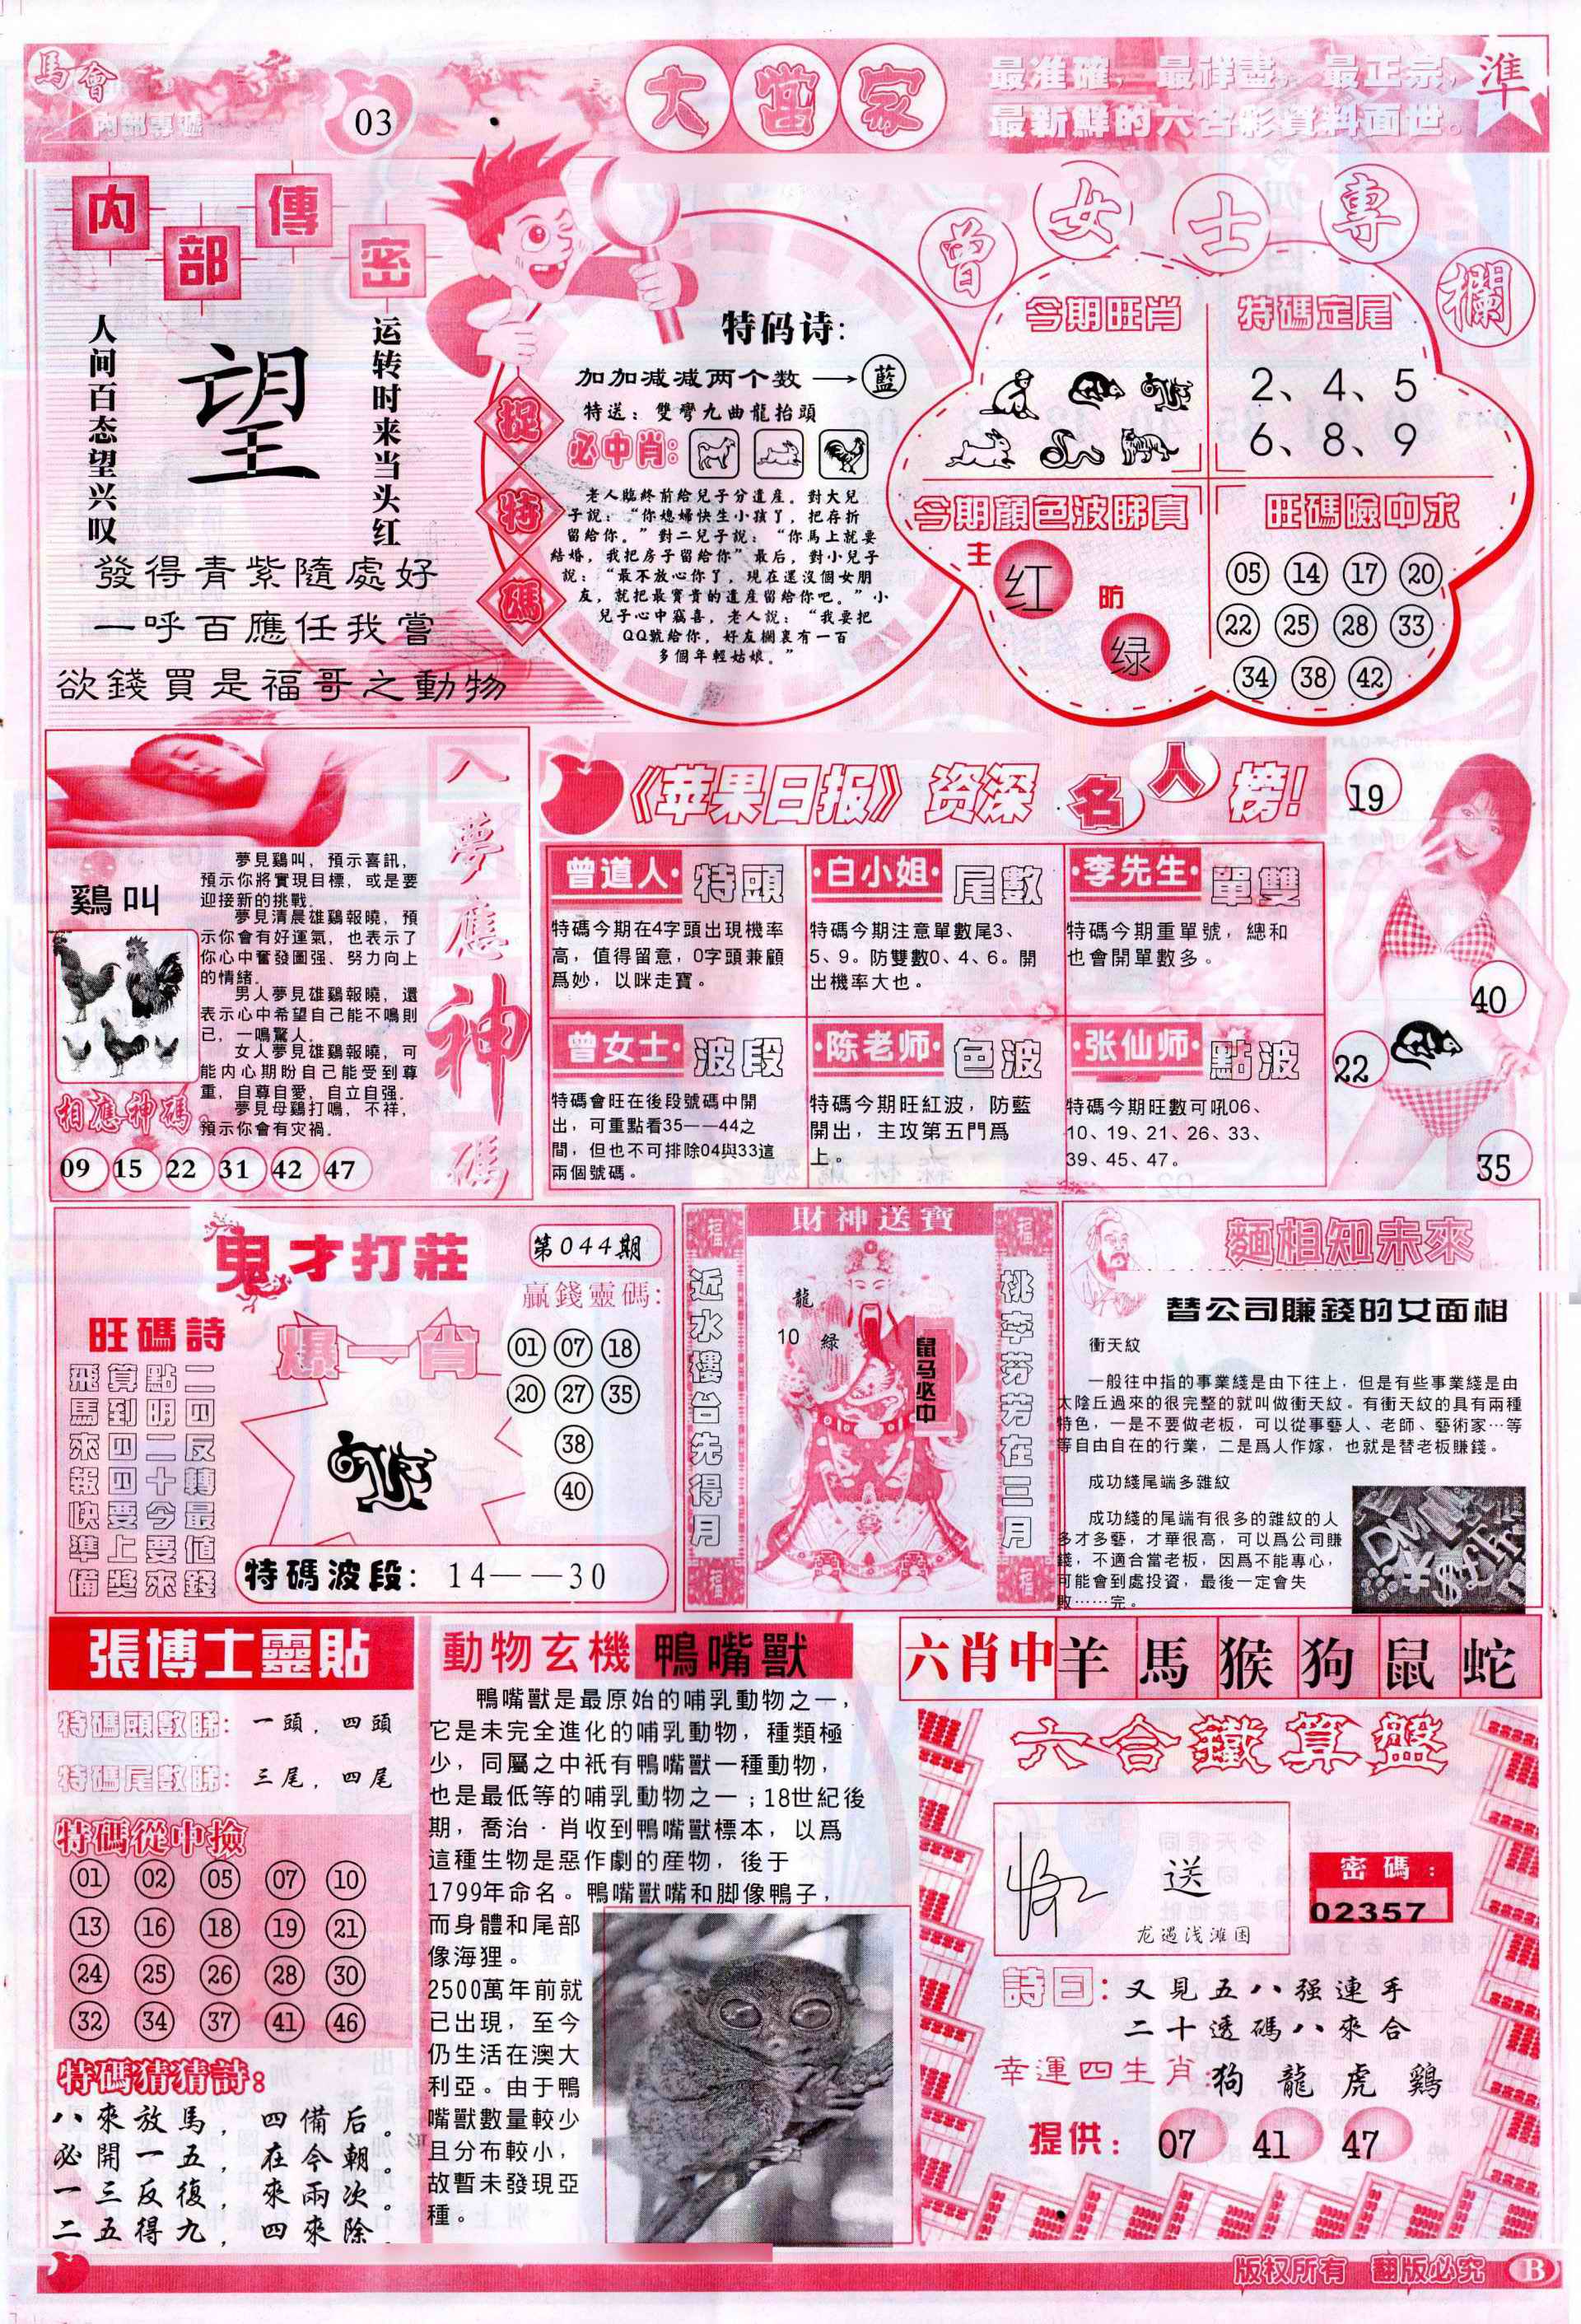 馬會
内部專遞
03
大當家
最准確，最祥盡，最正宗，
最新鮮的六合彩資料面世。
準
内部傳密
人间百态望兴叹
望
运转时来当头红
發得青紫隨處好
一呼百應任我嘗
欲錢買是福哥之動物
捉特碼
特码诗：
加加减减两个数→藍
特送：雙彎九曲龍抬頭
必中肖：
老人臨終前給兒子分遺産。對大兒
子說：“你媳婦快生小孩了，把存折
留給你。”對二兒子說：“你馬上就要
結婚，我把房子留給你”最后，對小兒子
說：“最不放心你了，現在還沒個女朋
友，就把最寳貴的遺産留給你吧。”小
兒子心中竊喜，老人說：“我要把
QQ號給你，好友欄裏有一百
多個年輕姑娘。”
曾女士專欄
今期旺肖
特碼定尾
2、4、5
6、8、9
今期顔色波睇真
主 红
防 绿
旺碼險中求
05 14 17 20
22 25 28 33
34 38 42
入夢應神碼
鷄叫
夢見鷄叫，預示喜訊，
預示你將實現目標，或是要
迎接新的挑戰.
夢見清晨雄鷄報曉，預
示你會有好運氣，也表示了
你心中奮發圖强、努力向上
的情緒.
男人夢見雄鷄報曉，還
表示心中希望自己能不鳴則
已，一鳴驚人.
女人夢見雄鷄報曉，可
能内心期盼自己能受到尊
重，自尊自愛，自立自强.
夢見母鷄打鳴，不祥，
預示你會有灾禍.
相應神碼
09 15 22 31 42 47
《苹果日报》资深名人榜！
曾道人·特頭
特碼今期在4字頭出現機率
高，值得留意，0字頭兼顧
爲妙，以咪走寶。
·白小姐·尾數
特碼今期注意單數尾3、
5、9。防雙數0、4、6。開
出機率大也。
·李先生·單雙
特碼今期重單號，總和
也會開單數多。
曾女士·波段
特碼會旺在後段號碼中開
出，可重點看35——44之
間，但也不可排除04與33這
兩個號碼。
·陈老师·色波
特碼今期旺紅波，防藍
開出，主攻第五門爲
上。
·张仙师·點波
特碼今期旺數可吼06、
10、19、21、26、33、
39、45、47。
19
40
22
35
鬼才打莊
第044期
旺碼詩
二四反轉最值錢
點明二十今要來
算到四四要上獎
飛馬來報快準備
爆一肖
贏錢靈碼：
01 07 18
20 27 35
38
40
特碼波段：14——30
財神送寶
福 福
近水樓台先得月
龍
10 緑
鼠马必中
桃李芬芳在三月
福 福
麵相知未來
替公司賺錢的女面相
衝天紋
一般往中指的事業綫是由下往上，但是有些事業綫是由
太陰丘過來的很完整的就叫做衝天紋。有衝天紋的具有兩種
特色，一是不要做老板，可以從事藝人、老師、藝術家…等
等自由自在的行業，二是爲人作嫁，也就是替老板賺錢。
成功綫尾端多雜紋
成功綫的尾端有很多的雜紋的人
多才多藝，才華很高，可以爲公司賺
錢，不適合當老板，因爲不能專心，
可能會到處投資，最後一定會失
敗……完。
張博士靈貼
特碼頭數睇：一頭，四頭
特碼尾數睇：三尾，四尾
特碼從中撿
01 02 05 07 10
13 16 18 19 21
24 25 26 28 30
32 34 37 41 46
特碼猜猜詩：
八來放馬，四備后。
必開一五，在今朝。
一三反復，來兩次。
二五得九，四來除.
動物玄機 鴨嘴獸
鴨嘴獸是最原始的哺乳動物之一，
它是未完全進化的哺乳動物，種類極
少，同屬之中衹有鴨嘴獸一種動物，
也是最低等的哺乳動物之一；18世紀後
期，喬治·肖收到鴨嘴獸標本，以爲
這種生物是惡作劇的産物，後于
1799年命名。鴨嘴獸嘴和脚像鴨子，
而身體和尾部
像海狸。
2500萬年前就
已出現，至今
仍生活在澳大
利亞。由于鴨
嘴獸數量較少
且分布較小，
故暫未發現亞
種。
六肖中 羊 馬 猴 狗 鼠 蛇
六合鐵算盤
送
龙遇浅滩困
密碼：
02357
詩曰：又見五八强連手
二十透碼八來合
幸運四生肖：狗 龍 虎 鷄
提供：07 41 47
版权所有 翻版必究 B